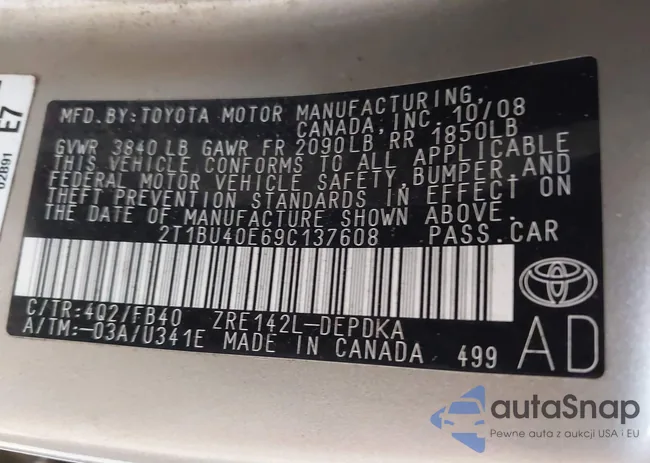 E7
02B91
MFD.BY:TOYOTA MOTOR MANUFACTURING,
CANADA, INC. 10/08
GVWR 3840 LB GAWR FR 2090LB RR 1850LB
THIS VEHICLE CONFORMS TO ALL APPLICABLE
FEDERAL MOTOR VEHICLE SAFETY, BUMPER, AND
THEFT PREVENTION STANDARDS IN EFFECT ON
THE DATE OF MANUFACTURE SHOWN ABOVE.
2T1BU40E69C137608 PASS.CAR
C/TR:4Q2/FB40 ZRE142L-DEPDKA
A/TM:-03A/U341E MADE IN CANADA 499
AD
autaSnap
Pewne auta z aukcji USA i EU